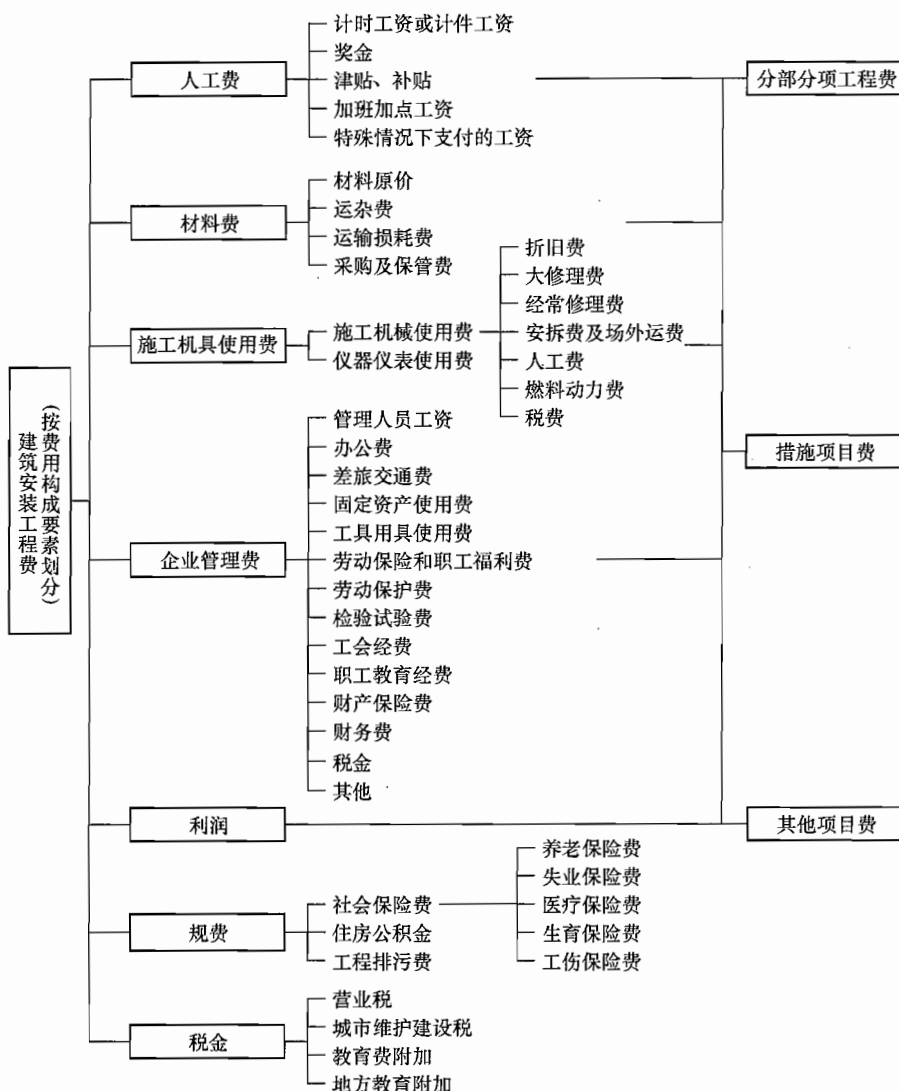 建筑安装工程费
(按费用构成要素划分)
人工费
计时工资或计件工资
奖金
津贴、补贴
加班加点工资
特殊情况下支付的工资
材料费
材料原价
运杂费
运输损耗费
采购及保管费
施工机具使用费
施工机械使用费
仪器仪表使用费
折旧费
大修理费
经常修理费
安拆费及场外运费
人工费
燃料动力费
税费
企业管理费
管理人员工资
办公费
差旅交通费
固定资产使用费
工具用具使用费
劳动保险和职工福利费
劳动保护费
检验试验费
工会经费
职工教育经费
财产保险费
财务费
税金
其他
利润
规费
社会保险费
住房公积金
工程排污费
养老保险费
失业保险费
医疗保险费
生育保险费
工伤保险费
税金
营业税
城市维护建设税
教育费附加
地方教育附加
分部分项工程费
措施项目费
其他项目费